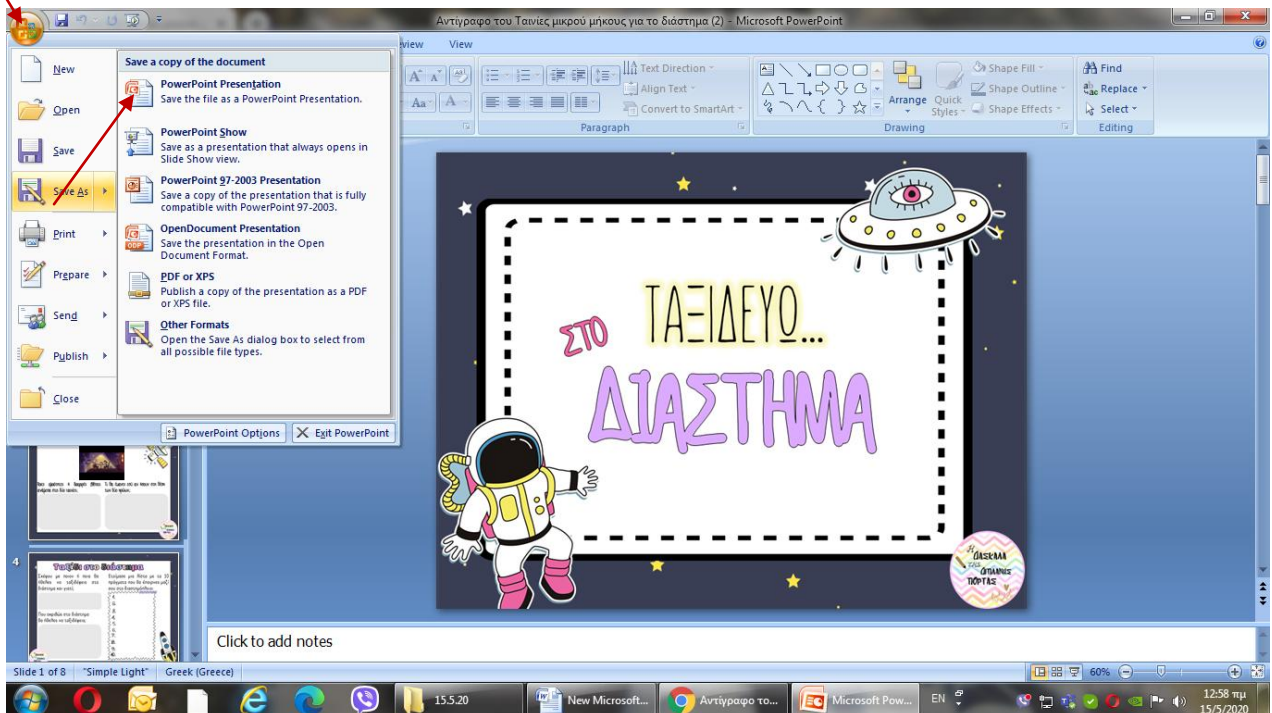 Αντίγραφο του Ταινίες μικρού μήκους για το διάστημα (2) - Microsoft PowerPoint
View
New
Open
Save
Save As
Print
Prepare
Send
Publish
Close
Save a copy of the document
PowerPoint Presentation
Save the file as a PowerPoint Presentation.
PowerPoint Show
Save as a presentation that always opens in
Slide Show view.
PowerPoint 97-2003 Presentation
Save a copy of the presentation that is fully
compatible with PowerPoint 97-2003.
OpenDocument Presentation
Save the presentation in the Open
Document Format.
PDF or XPS
Publish a copy of the presentation as a PDF
or XPS file.
Other Formats
Open the Save As dialog box to select from
all possible file types.
PowerPoint Options
Exit PowerPoint
Text Direction
Align Text
Convert to SmartArt
Paragraph
Arrange
Quick
Styles
Shape Fill
Shape Outline
Shape Effects
Drawing
Find
Replace
Select
Editing
ΤΑΞΙΔΕΥΩ...
ΣΤΟ
ΔΙΑΣΤΗΜΑ
Η
ΔΑΣΚΑΛΑ
ΤΗΣ
ΔΙΠΛΑΝΗΣ
ΠΟΡΤΑΣ
4
Ταξίδι στο διάστημα
Click to add notes
Slide 1 of 8
"Simple Light"
Greek (Greece)
60%
15.5.20
New Microsoft...
Αντίγραφο το...
Microsoft Pow...
EN
12:58 πμ
15/5/2020